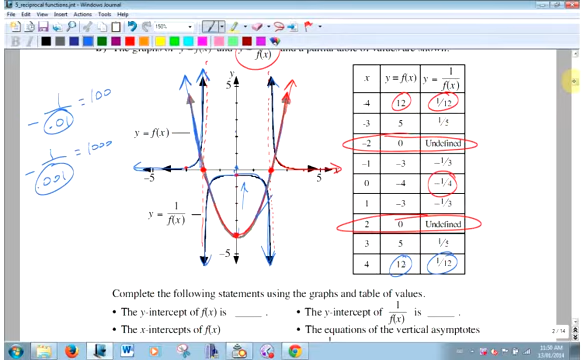 5_reciprocal functions.jnt - Windows Journal
File Edit View Insert Actions Tools Help
150%
f(x)
and a partial table of values are shown.
- 1/.01 = 100
- 1/.001 = 1000
y
5
y = f(x)
-5
5
x
y = 1/f(x)
-5
x y = f(x) y = 1/f(x)
-4 12 1/12
-3 5 1/5
-2 0 Undefined
-1 -3 -1/3
0 -4 -1/4
1 -3 -1/3
2 0 Undefined
3 5 1/5
4 12 1/12
Complete the following statements using the graphs and table of values.
• The y-intercept of f(x) is _____ . • The y-intercept of 1/f(x) is _____ .
• The x-intercepts of f(x) • The equations of the vertical asymptotes
2 / 14
11:38 AM
13/01/2014